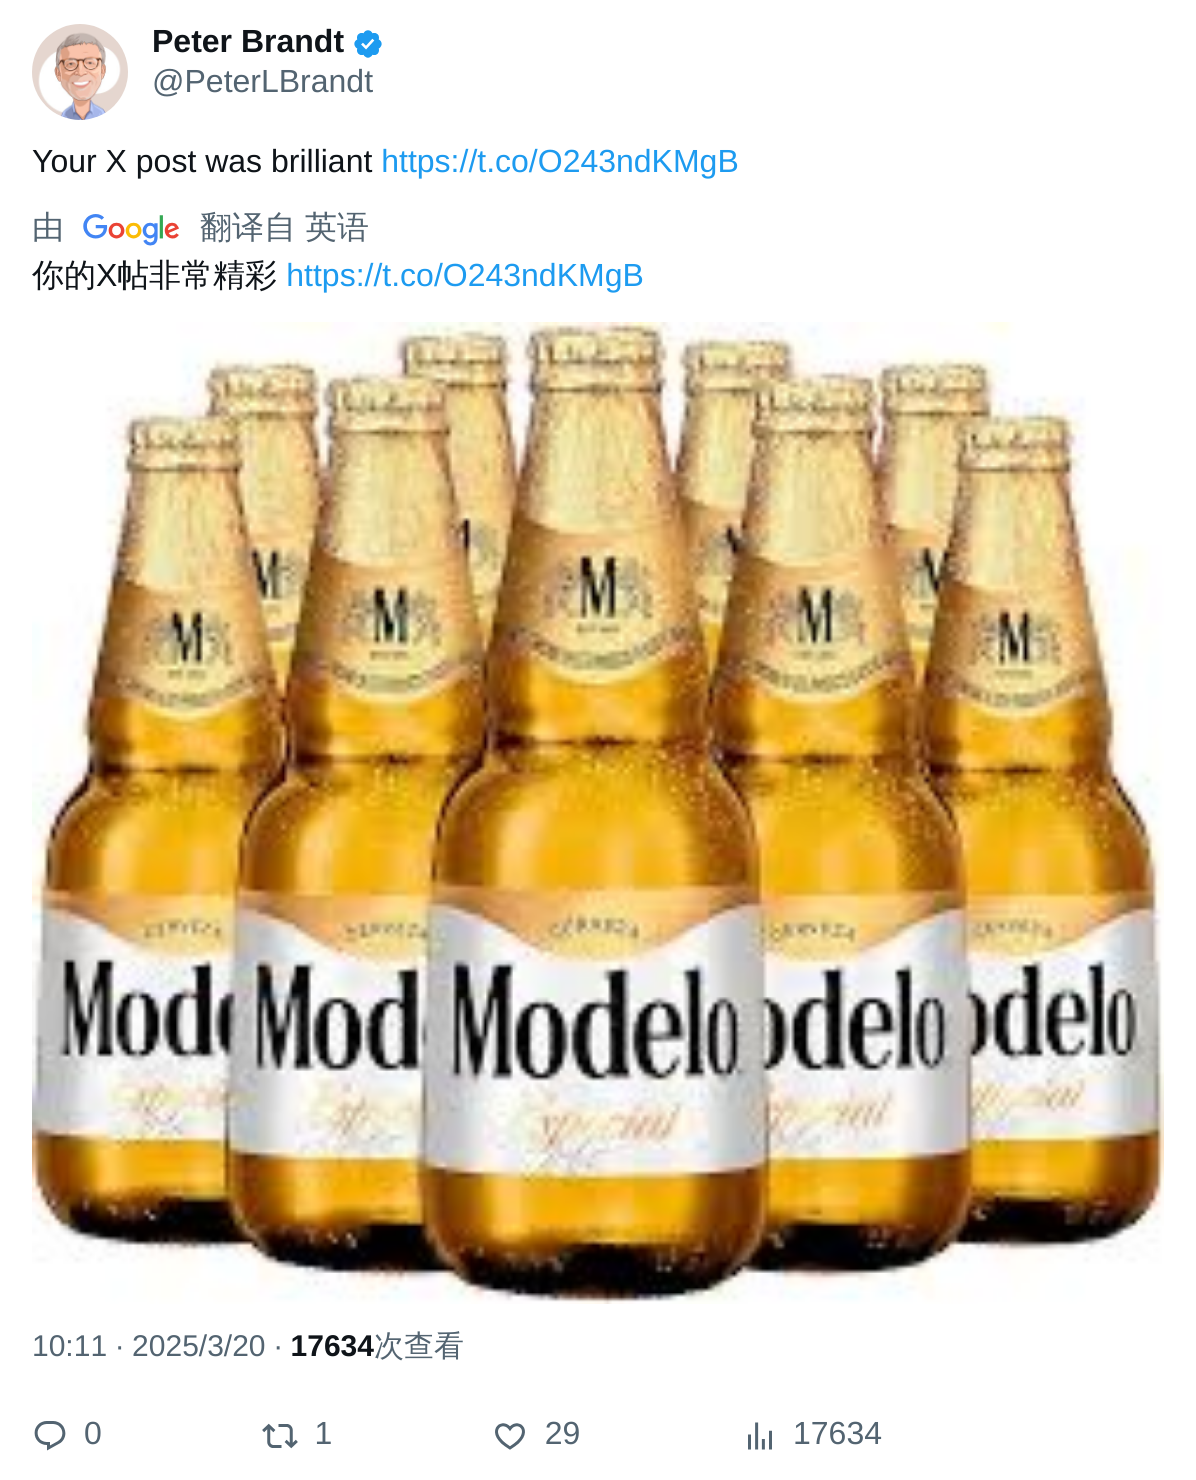 Peter Brandt
@PeterLBrandt
Your X post was brilliant https://t.co/O243ndKMgB
由 Google 翻译自 英语
你的X帖非常精彩 https://t.co/O243ndKMgB
M
M
M
M
M
M
M
CERVEZA CERVEZA CERVEZA CERVEZA CERVEZA
Mode Mod Modelo odelo odelo
Especial
10:11 · 2025/3/20 · 17634次查看
0 1 29 17634